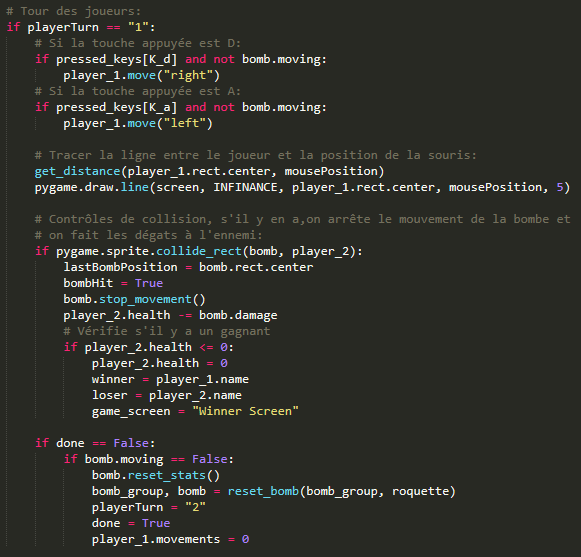 # Tour des joueurs:
if playerTurn == "1":
    # Si la touche appuyée est D:
    if pressed_keys[K_d] and not bomb.moving:
        player_1.move("right")
    # Si la touche appuyée est A:
    if pressed_keys[K_a] and not bomb.moving:
        player_1.move("left")

    # Tracer la ligne entre le joueur et la position de la souris:
    get_distance(player_1.rect.center, mousePosition)
    pygame.draw.line(screen, INFINANCE, player_1.rect.center, mousePosition, 5)

    # Contrôles de collision, s'il y en a,on arrête le mouvement de la bombe et
    # on fait les dégats à l'ennemi:
    if pygame.sprite.collide_rect(bomb, player_2):
        lastBombPosition = bomb.rect.center
        bombHit = True
        bomb.stop_movement()
        player_2.health -= bomb.damage
        # Vérifie s'il y a un gagnant
        if player_2.health <= 0:
            player_2.health = 0
            winner = player_1.name
            loser = player_2.name
            game_screen = "Winner Screen"

    if done == False:
        if bomb.moving == False:
            bomb.reset_stats()
            bomb_group, bomb = reset_bomb(bomb_group, roquette)
            playerTurn = "2"
            done = True
            player_1.movements = 0